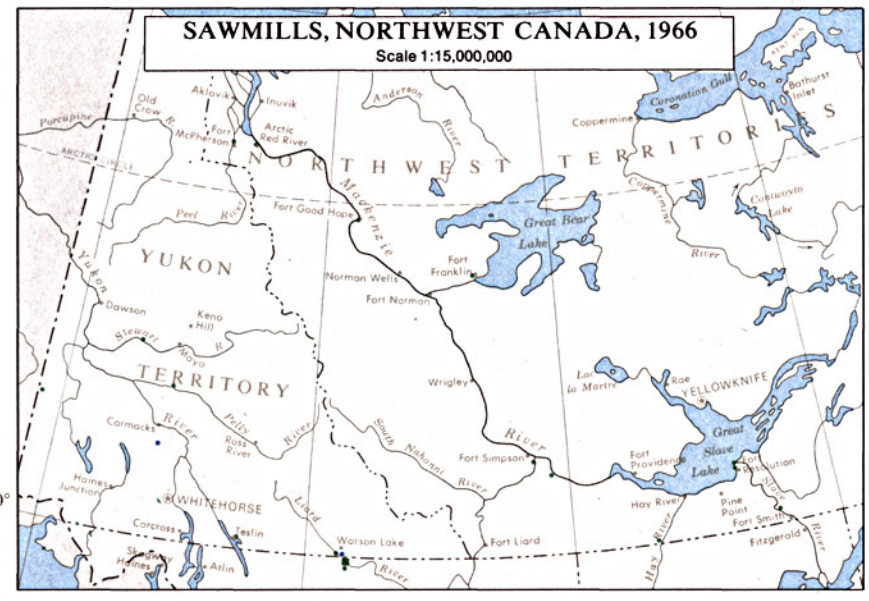 SAWMILLS, NORTHWEST CANADA, 1966
Scale 1:15,000,000
Aklavik
Inuvik
Anderson
River
Coronation Gulf
KENT PEN
Bathurst
Inlet
Old
Crow
Porcupine
R.
Fort
McPherson
Arctic
Red River
Coppermine
ARCTIC CIRCLE
NORTHWEST TERRITORIES
Mackenzie
Coppermine
River
Contwoyto
Lake
Peel
River
Fort Good Hope
Great Bear
Lake
YUKON
Yukon
Norman Wells
Fort
Franklin
Fort Norman
Dawson
Keno
Hill
Stewart
R.
Mayo
TERRITORY
Wrigley
Lac
la Martre
Rae
YELLOWKNIFE
Carmacks
River
Pelly
River
Ross
River
South
Nahanni
River
River
Fort Simpson
Fort
Providence
Great
Slave
Lake
Fort
Resolution
Haines
Junction
WHITEHORSE
Liard
Hay River
Pine
Point
Slave
River
Fort Smith
Fitzgerald
0°
Carcross
Teslin
Watson Lake
Fort Liard
Hay River
Skagway
Haines
Atlin
River